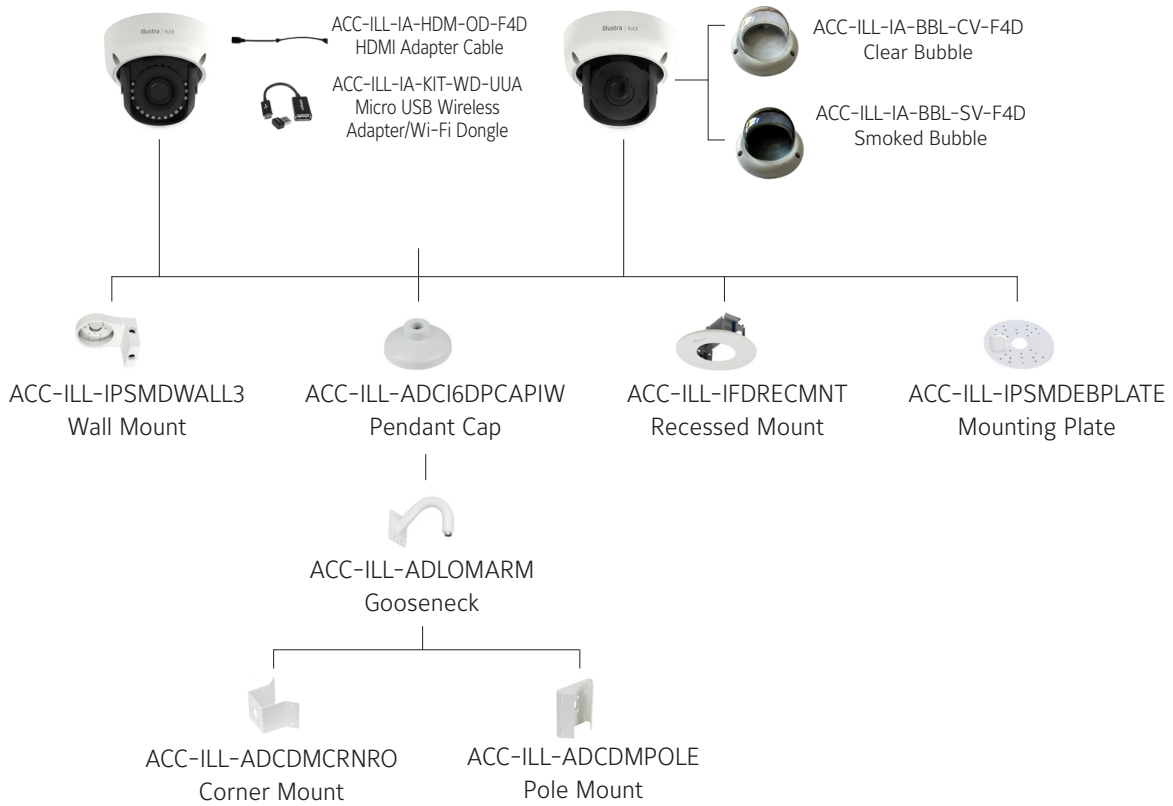 Illustra | FLEX
ACC-ILL-IA-HDM-OD-F4D
HDMI Adapter Cable
ACC-ILL-IA-KIT-WD-UUA
Micro USB Wireless
Adapter/Wi-Fi Dongle
Illustra | FLEX
ACC-ILL-IA-BBL-CV-F4D
Clear Bubble
ACC-ILL-IA-BBL-SV-F4D
Smoked Bubble
ACC-ILL-IPSMDWALL3
Wall Mount
ACC-ILL-ADCI6DPCAPIW
Pendant Cap
ACC-ILL-IFDRECMNT
Recessed Mount
ACC-ILL-IPSMDEBPLATE
Mounting Plate
ACC-ILL-ADLOMARM
Gooseneck
ACC-ILL-ADCDMCRNRO
Corner Mount
ACC-ILL-ADCDMPOLE
Pole Mount